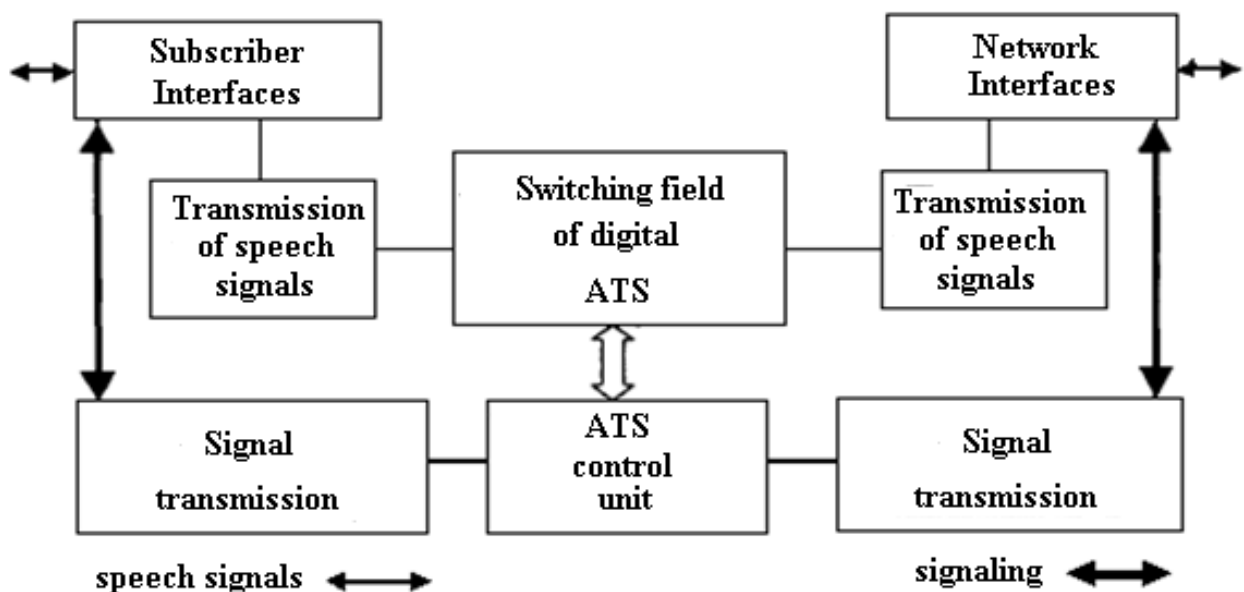 Subscriber
Interfaces
Network
Interfaces
Transmission
of speech
signals
Switching field
of digital
ATS
Transmission
of speech
signals
Signal
transmission
ATS
control
unit
Signal
transmission
speech signals
signaling